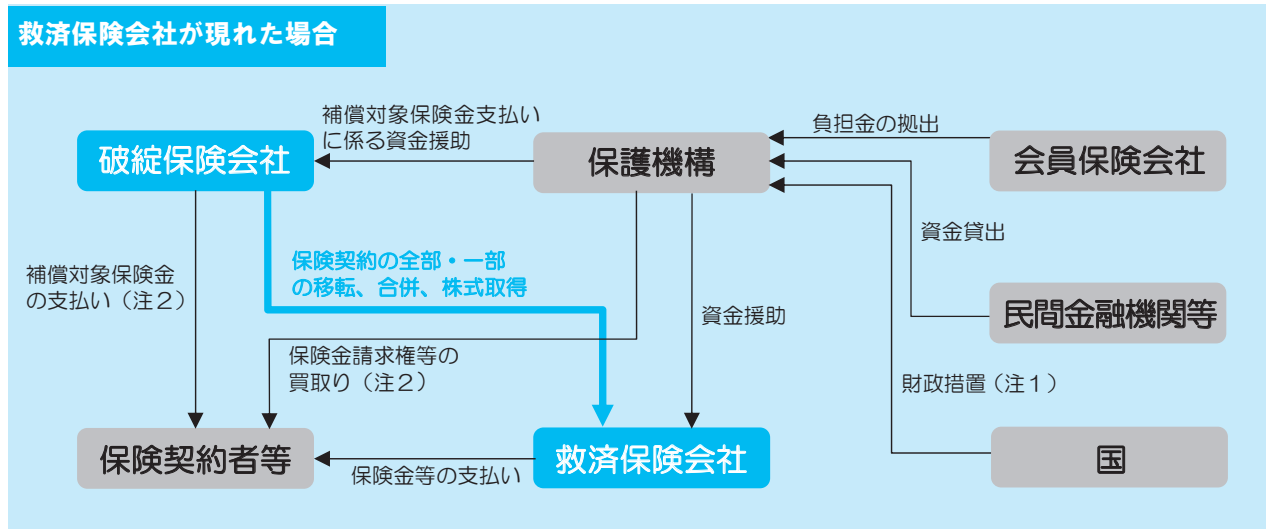 救済保険会社が現れた場合
補償対象保険金支払い
に係る資金援助
負担金の拠出
破綻保険会社
保護機構
会員保険会社
資金貸出
保険契約の全部・一部
の移転、合併、株式取得
補償対象保険金
の支払い（注２）
資金援助
民間金融機関等
保険金請求権等の
買取り（注２）
財政措置（注１）
保険契約者等
保険金等の支払い
救済保険会社
国